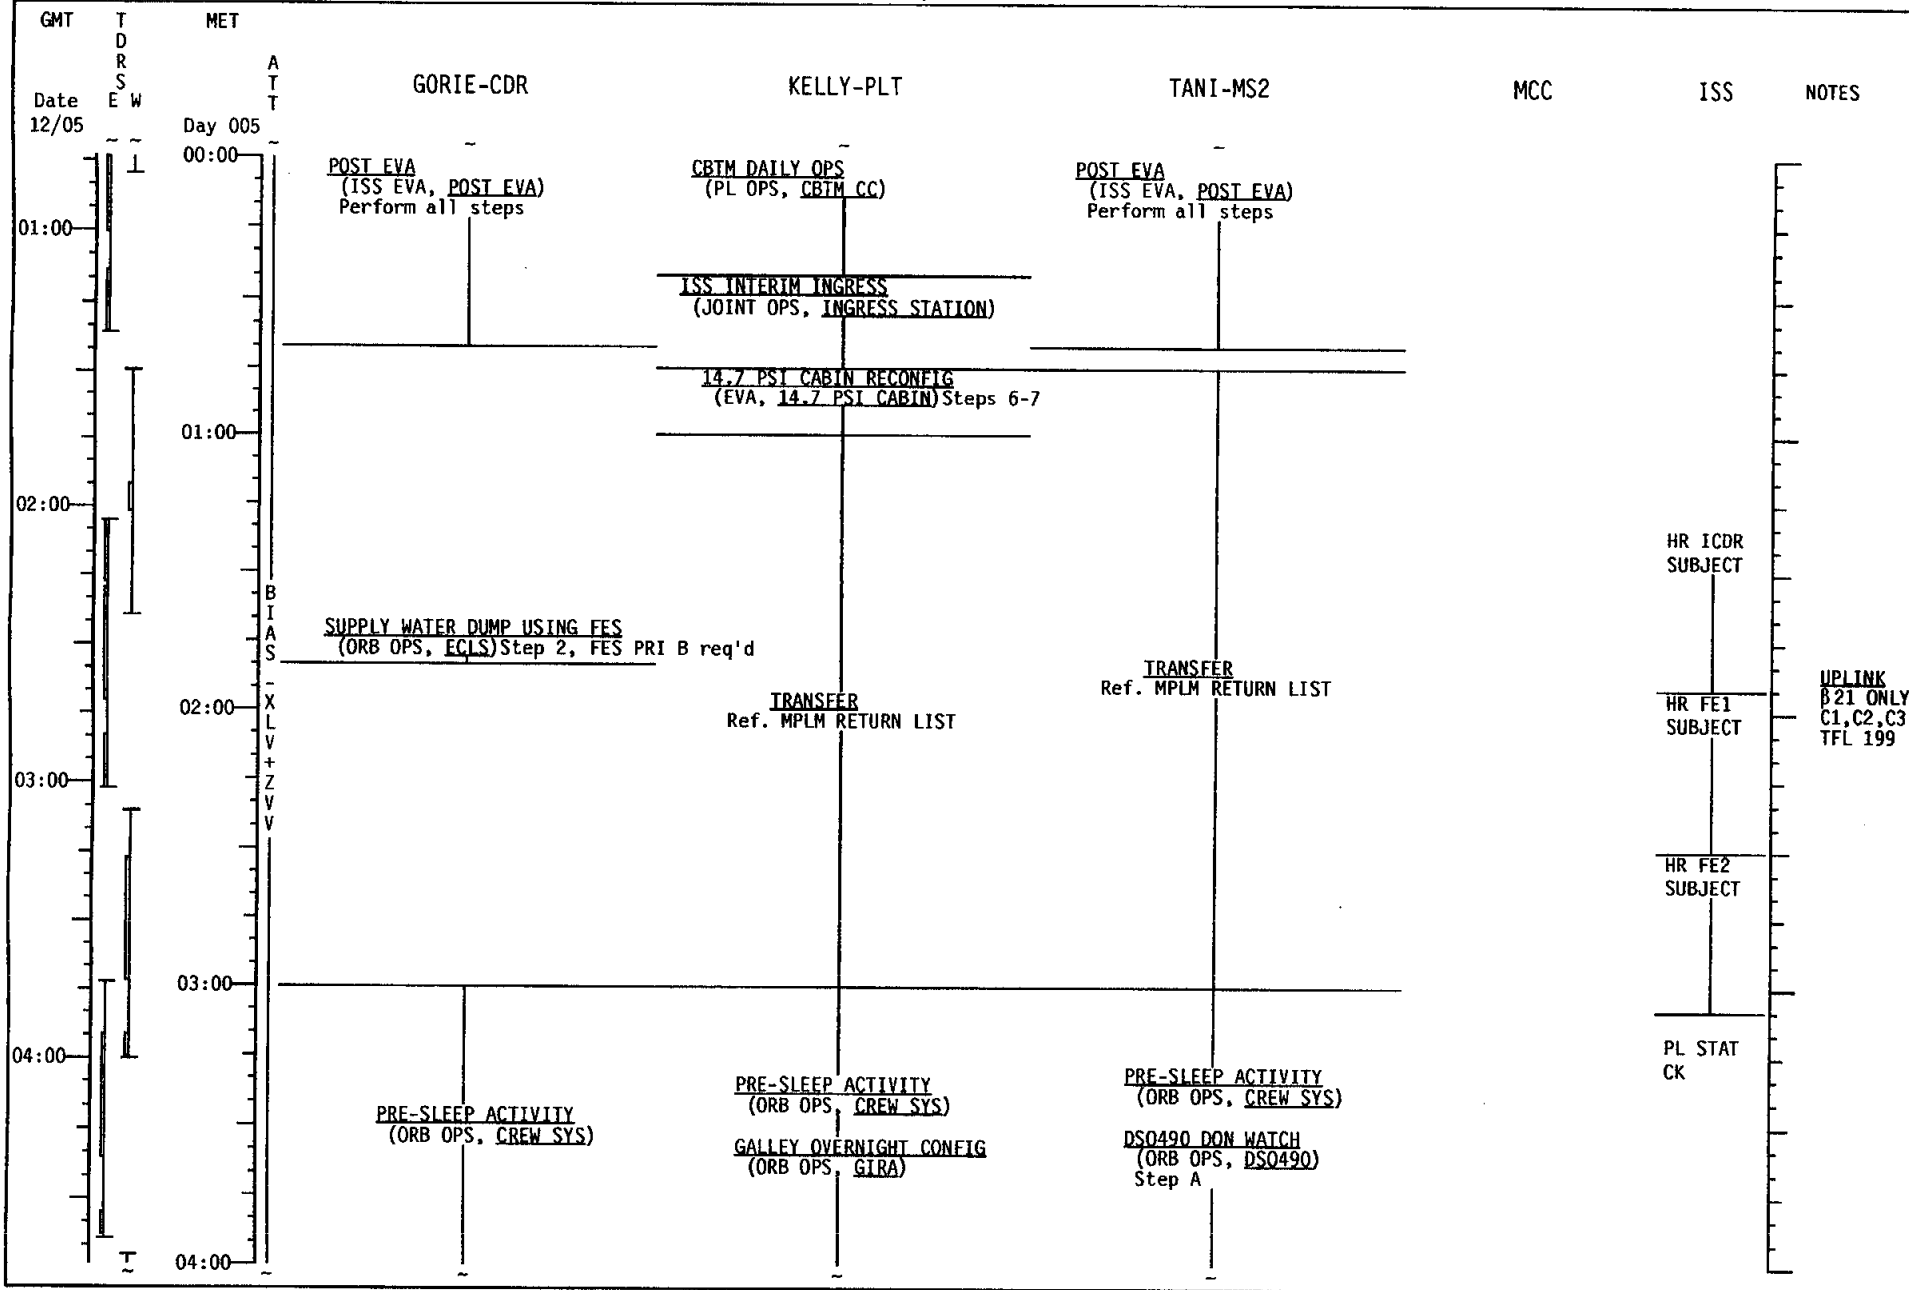 GMT
TDRS
MET
ATT
GORIE-CDR
KELLY-PLT
TANI-MS2
MCC
ISS
NOTES
Date
E W
12/05
Day 005
00:00
01:00
02:00
03:00
04:00
01:00
02:00
03:00
04:00
BIAS -XLV+ZVV
POST EVA
(ISS EVA, POST EVA)
Perform all steps
SUPPLY WATER DUMP USING FES
(ORB OPS, ECLS)Step 2, FES PRI B req'd
PRE-SLEEP ACTIVITY
(ORB OPS, CREW SYS)
CBTM DAILY OPS
(PL OPS, CBTM CC)
ISS INTERIM INGRESS
(JOINT OPS, INGRESS STATION)
14.7 PSI CABIN RECONFIG
(EVA, 14.7 PSI CABIN)Steps 6-7
TRANSFER
Ref. MPLM RETURN LIST
PRE-SLEEP ACTIVITY
(ORB OPS, CREW SYS)
GALLEY OVERNIGHT CONFIG
(ORB OPS, GIRA)
POST EVA
(ISS EVA, POST EVA)
Perform all steps
TRANSFER
Ref. MPLM RETURN LIST
PRE-SLEEP ACTIVITY
(ORB OPS, CREW SYS)
DSO490 DON WATCH
(ORB OPS, DSO490)
Step A
HR ICDR
SUBJECT
HR FE1
SUBJECT
HR FE2
SUBJECT
PL STAT
CK
UPLINK
β21 ONLY
C1,C2,C3
TFL 199